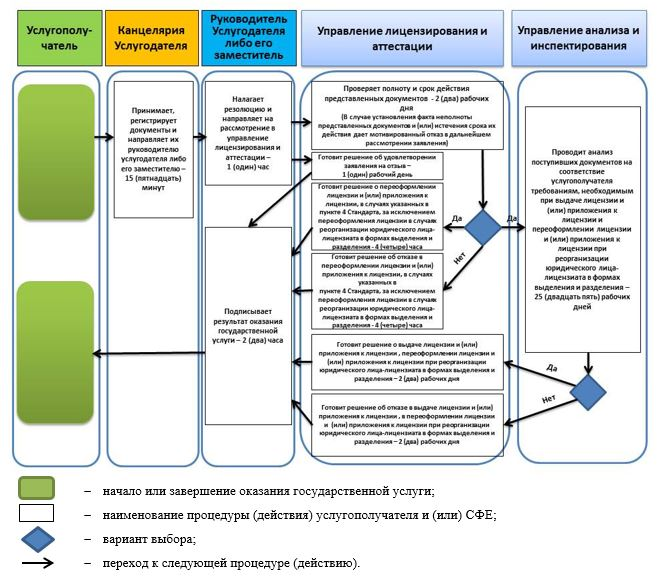 Услугополу-
чатель
Канцелярия
Услугодателя
Руководитель
Услугодателя
либо его
заместитель
Управление лицензирования и
аттестации
Управление анализа и
инспектирования
Принимает,
регистрирует
документы и
направляет их
руководителю
услугодателя либо
его заместителю –
15 (пятнадцать)
минут
Налагает
резолюцию и
направляет на
рассмотрение в
управление
лицензирования и
аттестации –
1 (один) час
Проверяет полноту и срок действия
представленных документов - 2 (два) рабочих
дня
(В случае установления факта неполноты
представленных документов и (или) истечения срока их
действия дает мотивированный отказ в дальнейшем
рассмотрении заявления)
Готовит решение об удовлетворении
заявления на отзыв –
1 (один) рабочий день
Готовит решение о переоформлении
лицензии и (или) приложения к
лицензии, в случаях указанных в
пункте 4 Стандарта, за исключением
переоформления лицензии в случаях
реорганизации юридического лица-
лицензиата в формах выделения и
разделения - 4 (четыре) часа
Да
Да
Нет
Готовит решение об отказе в
переоформлении лицензии и (или)
приложения к лицензии, в случаях
указанных в
пункте 4 Стандарта, за исключением
переоформления лицензии в случаях
реорганизации юридического лица-
лицензиата в формах выделения и
разделения - 4 (четыре) часа
Проводит анализ
поступивших документов на
соответствие
услугополучателя
требованиям, необходимым
при выдаче лицензии и
(или) приложения к
лицензии и
переоформлении лицензии
и (или) приложения к
лицензии при
реорганизации
юридического лица-
лицензиата в формах
выделения и разделения –
25 (двадцать пять) рабочих
дней
Подписывает
результат оказания
государственной
услуги – 2 (два) часа
Готовит решение о выдаче лицензии и (или)
приложения к лицензии , переоформлении лицензии и
(или) приложения к лицензии при реорганизации
юридического лица-лицензиата в формах выделения и
разделения – 2 (два) рабочих дня
Да
Нет
Готовит решение об отказе в выдаче лицензии и (или)
приложения к лицензии , в переоформлении лицензии
и (или) приложения к лицензии при реорганизации
юридического лица-лицензиата в формах выделения и
разделения – 2 (два) рабочих дня
– начало или завершение оказания государственной услуги;
– наименование процедуры (действия) услугополучателя и (или) СФЕ;
– вариант выбора;
– переход к следующей процедуре (действию).